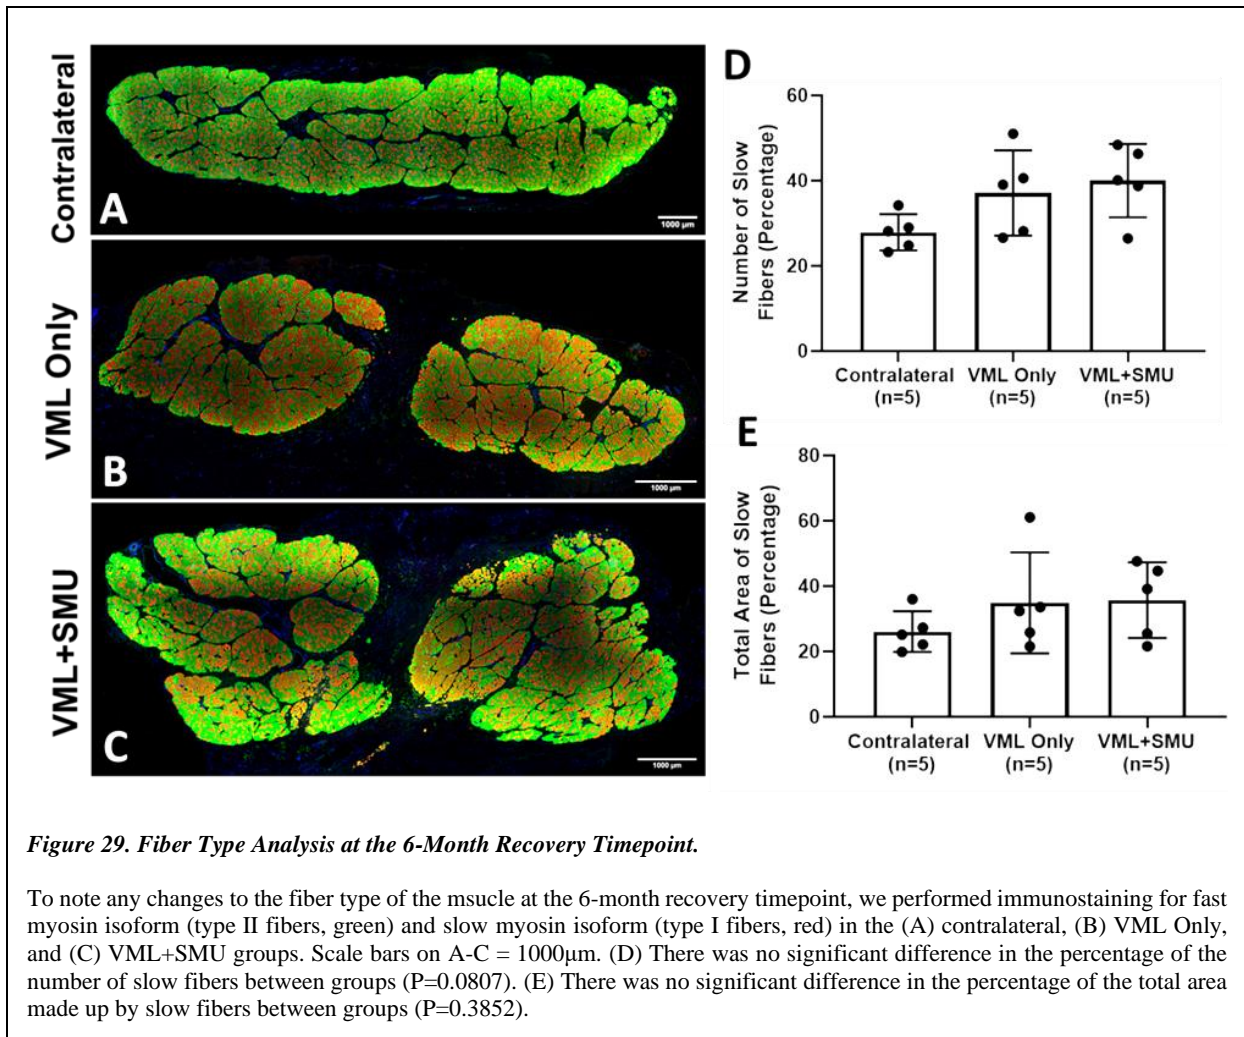 Contralateral
A
1000 µm
VML Only
B
1000 µm
VML+SMU
C
1000 µm
D
Number of Slow
Fibers (Percentage)
60
40
20
0
Contralateral VML Only VML+SMU
(n=5) (n=5) (n=5)
E
Total Area of Slow
Fibers (Percentage)
80
60
40
20
0
Contralateral VML Only VML+SMU
(n=5) (n=5) (n=5)
Figure 29. Fiber Type Analysis at the 6-Month Recovery Timepoint.
To note any changes to the fiber type of the msucle at the 6-month recovery timepoint, we performed immunostaining for fast
myosin isoform (type II fibers, green) and slow myosin isoform (type I fibers, red) in the (A) contralateral, (B) VML Only,
and (C) VML+SMU groups. Scale bars on A-C = 1000µm. (D) There was no significant difference in the percentage of the
number of slow fibers between groups (P=0.0807). (E) There was no significant difference in the percentage of the total area
made up by slow fibers between groups (P=0.3852).